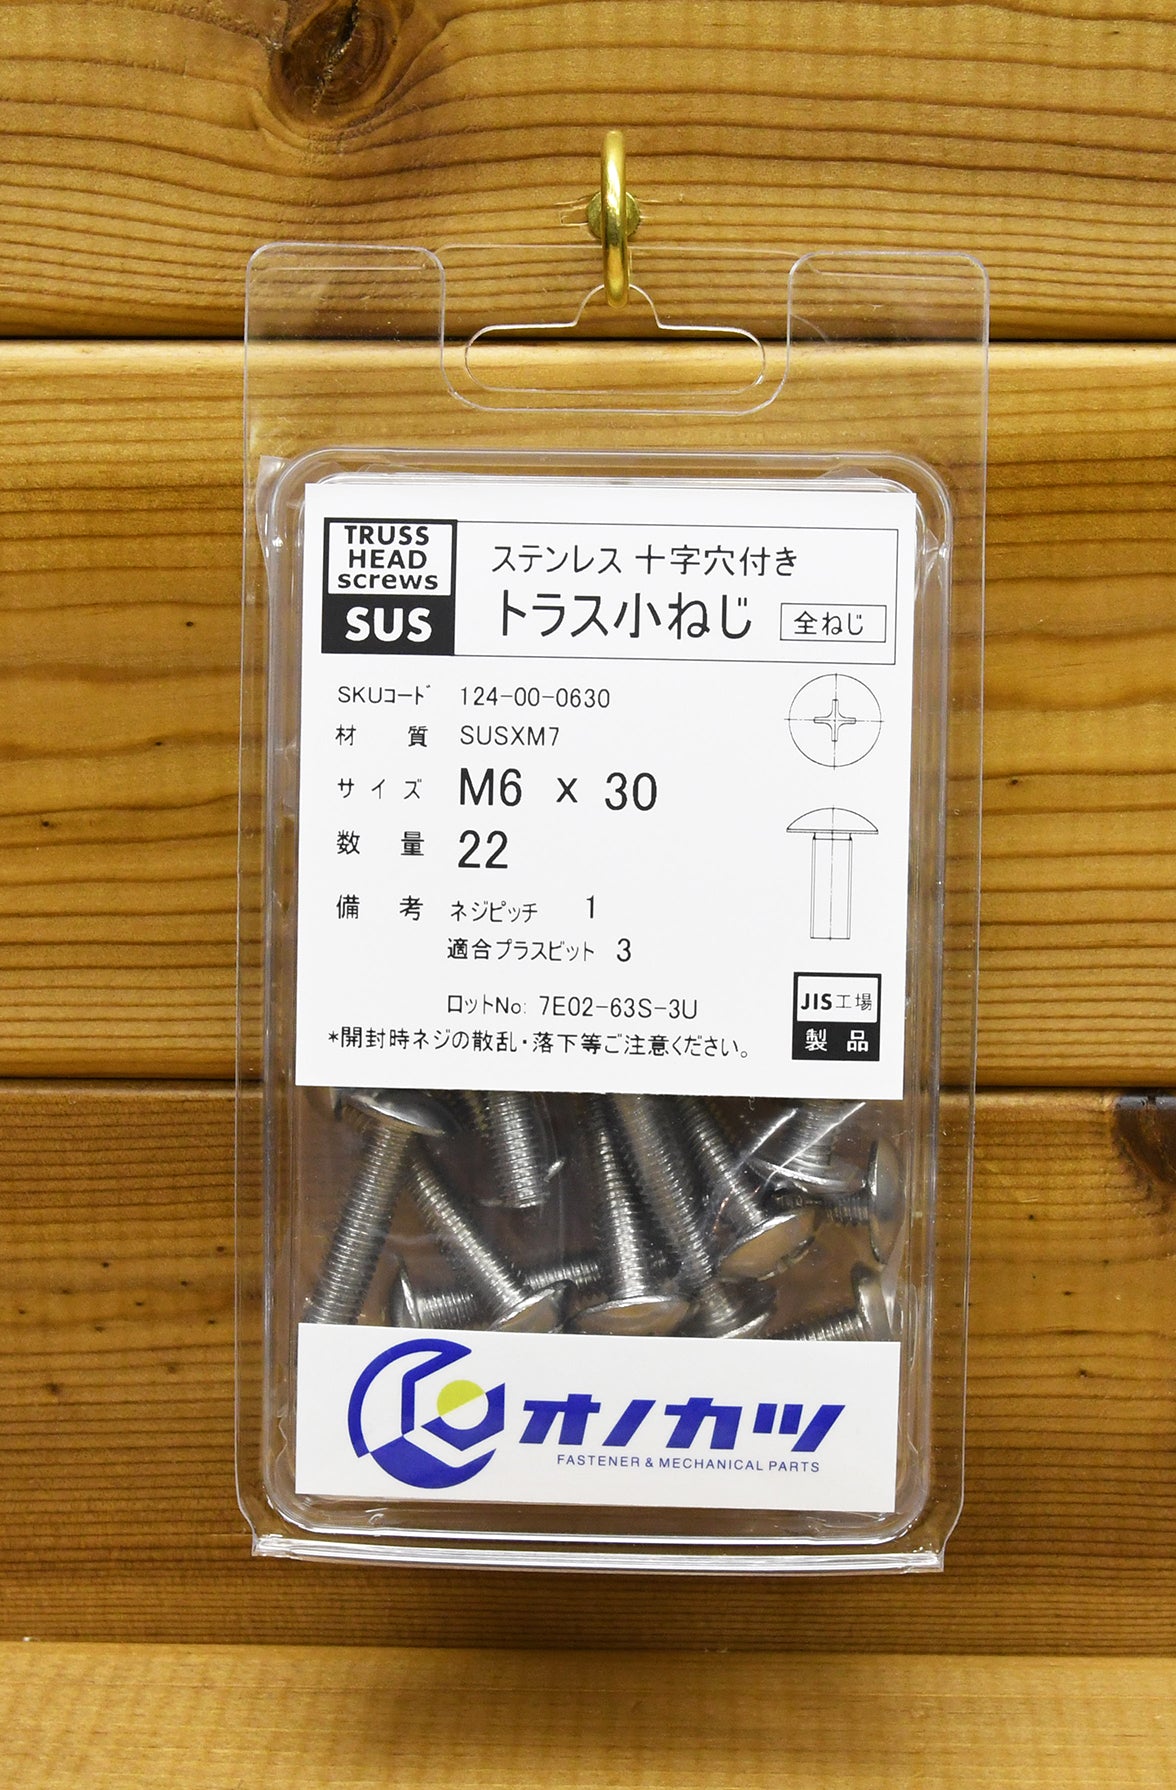 TRUSS
HEAD
screws
SUS
ステンレス 十字穴付き
トラス小ねじ 全ねじ
SKUコード 124-00-0630
材 質 SUSXM7
サイズ M6 x 30
数 量 22
備 考 ネジピッチ 1
適合プラスビット 3
ロットNo: 7E02-63S-3U
*開封時ネジの散乱・落下等ご注意ください。
JIS工場
製 品
オノカツ
FASTENER & MECHANICAL PARTS